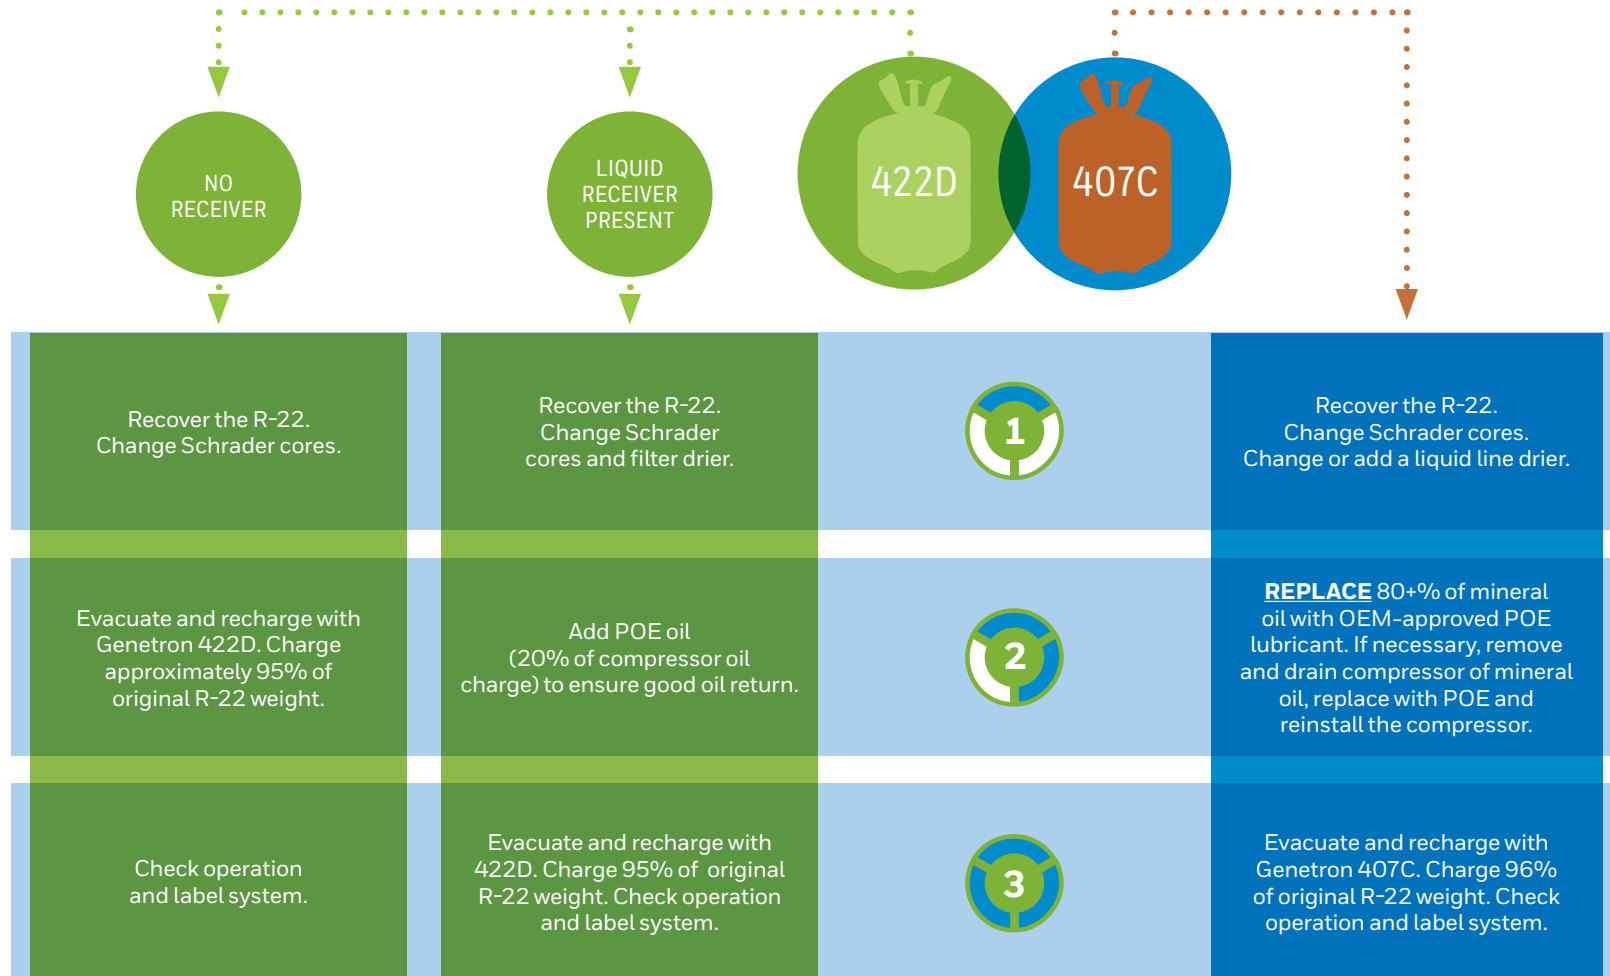 NO
RECEIVER
LIQUID
RECEIVER
PRESENT
422D
407C
Recover the R-22.
Change Schrader cores.
Recover the R-22.
Change Schrader
cores and filter drier.
1
Recover the R-22.
Change Schrader cores.
Change or add a liquid line drier.
Evacuate and recharge with
Genetron 422D. Charge
approximately 95% of
original R-22 weight.
Add POE oil
(20% of compressor oil
charge) to ensure good oil return.
2
REPLACE 80+% of mineral
oil with OEM-approved POE
lubricant. If necessary, remove
and drain compressor of mineral
oil, replace with POE and
reinstall the compressor.
Check operation
and label system.
Evacuate and recharge with
422D. Charge 95% of original
R-22 weight. Check operation
and label system.
3
Evacuate and recharge with
Genetron 407C. Charge 96%
of original R-22 weight. Check
operation and label system.